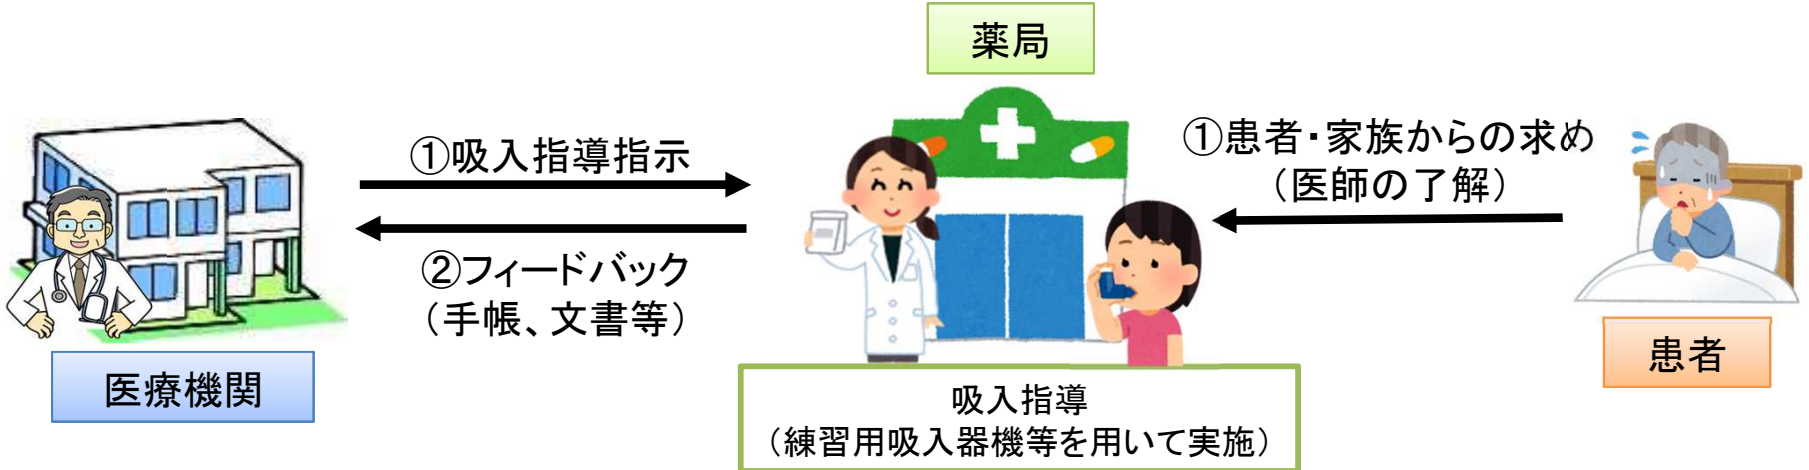 薬局
①吸入指導指示
②フィードバック
（手帳、文書等）
医療機関
①患者・家族からの求め
（医師の了解）
患者
吸入指導
（練習用吸入器機等を用いて実施）